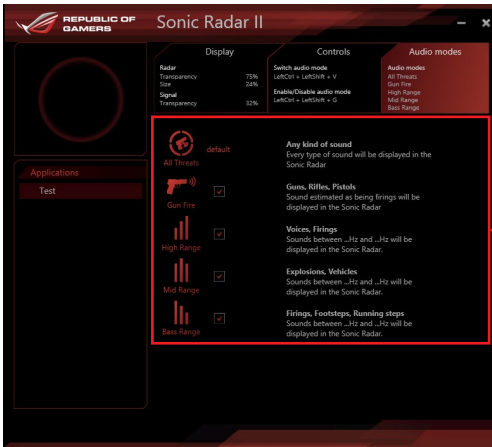 REPUBLIC OF
GAMERS
Sonic Radar II
Display
Radar
Transparency 75%
Size 24%
Signal
Transparency 32%
Controls
Switch audio mode
LeftCtrl + LeftShift + V
Enable/Disable audio mode
LeftCtrl + LeftShift + G
Audio modes
Audio modes
All Threats
Gun Fire
High Range
Mid Range
Bass Range
Applications
Test
All Threats
default
Any kind of sound
Every type of sound will be displayed in the
Sonic Radar
Gun Fire
Guns, Rifles, Pistols
Sound estimated as being firings will be
displayed in the Sonic Radar.
High Range
Voices, Firings
Sounds between ...Hz and ...Hz will be
displayed in the Sonic Radar.
Mid Range
Explosions, Vehicles
Sounds between ...Hz and ...Hz will be
displayed in the Sonic Radar.
Bass Range
Firings, Footsteps, Running steps
Sounds between ...Hz and ...Hz will be
displayed in the Sonic Radar.